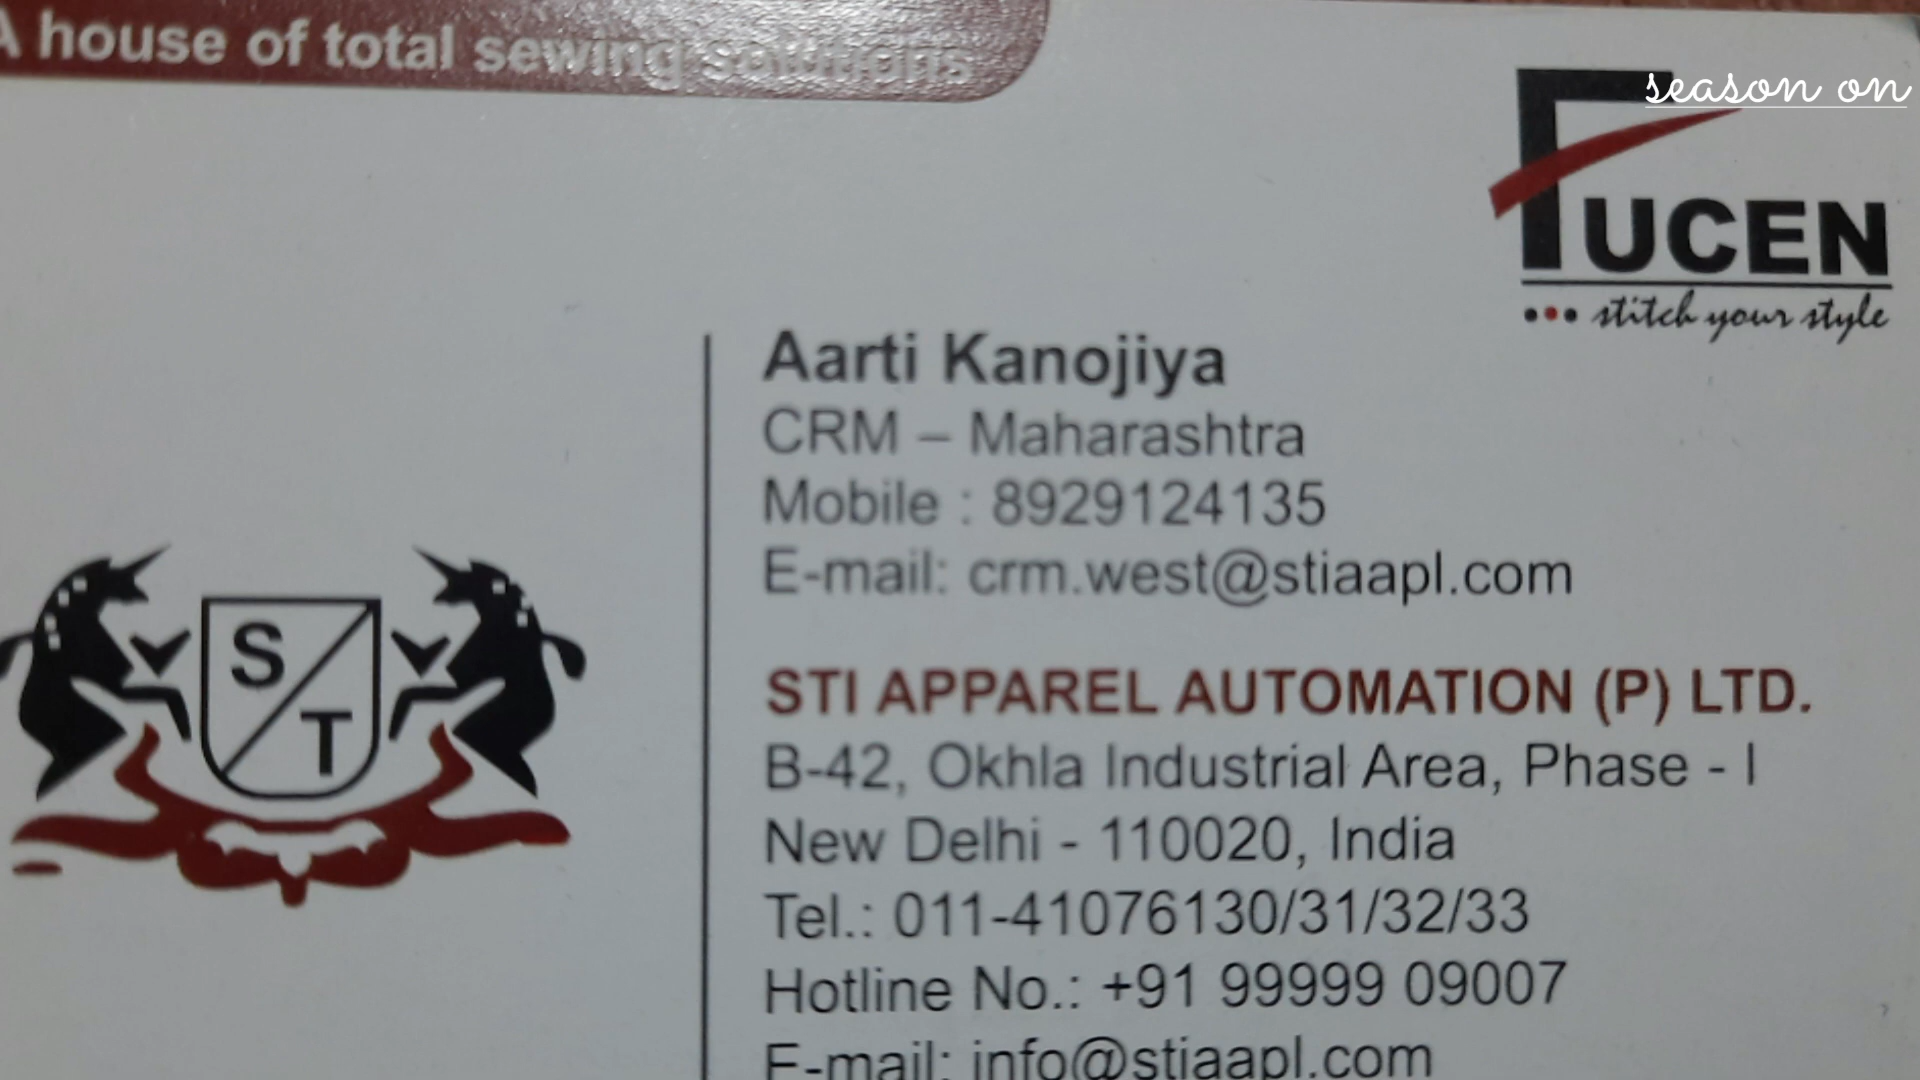 A house of total sewing solutions
season on
FUCEN
••• stitch your style
Aarti Kanojiya
CRM – Maharashtra
Mobile : 8929124135
E-mail: crm.west@stiaapl.com
S
T
STI APPAREL AUTOMATION (P) LTD.
B-42, Okhla Industrial Area, Phase - I
New Delhi - 110020, India
Tel.: 011-41076130/31/32/33
Hotline No.: +91 99999 09007
E-mail: info@stiaapl.com